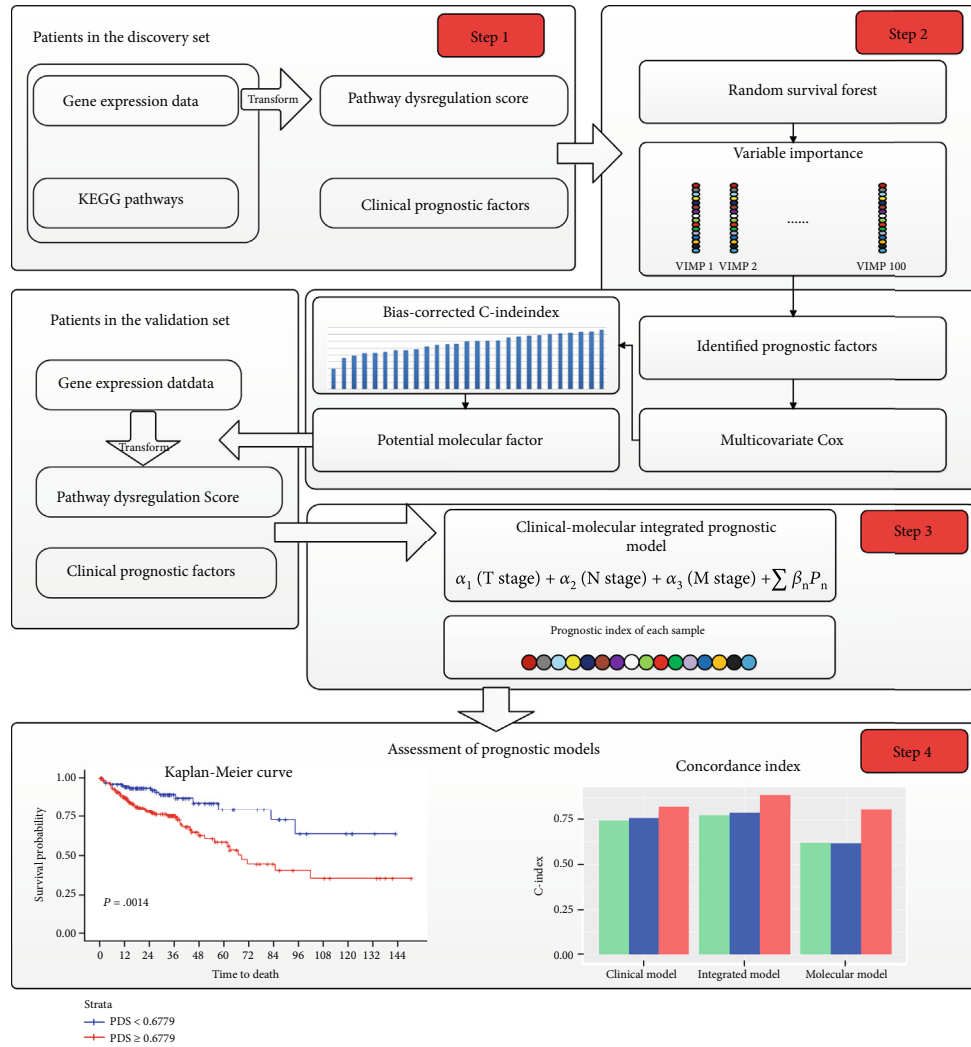 Patients in the discovery set
Step 1
Gene expression data
Transform
Pathway dysregulation score
KEGG pathways
Clinical prognostic factors
Step 2
Random survival forest
Variable importance
......
VIMP 1
VIMP 2
VIMP 100
Patients in the validation set
Gene expression datdata
Transform
Pathway dysregulation Score
Clinical prognostic factors
Bias-corrected C-indeindex
Identified prognostic factors
Potential molecular factor
Multicovariate Cox
Step 3
Clinical-molecular integrated prognostic
model
α₁ (T stage) + α₂ (N stage) + α₃ (M stage) + ∑ βₙPₙ
Prognostic index of each sample
Step 4
Assessment of prognostic models
Kaplan-Meier curve
1.00
0.75
0.50
0.25
0.00
Survival probability
P = .0014
0 12 24 36 48 60 72 84 96 108 120 132 144
Time to death
Strata
PDS < 0.6779
PDS ≥ 0.6779
Concordance index
0.75
0.50
0.25
0.00
C-index
Clinical model
Integrated model
Molecular model